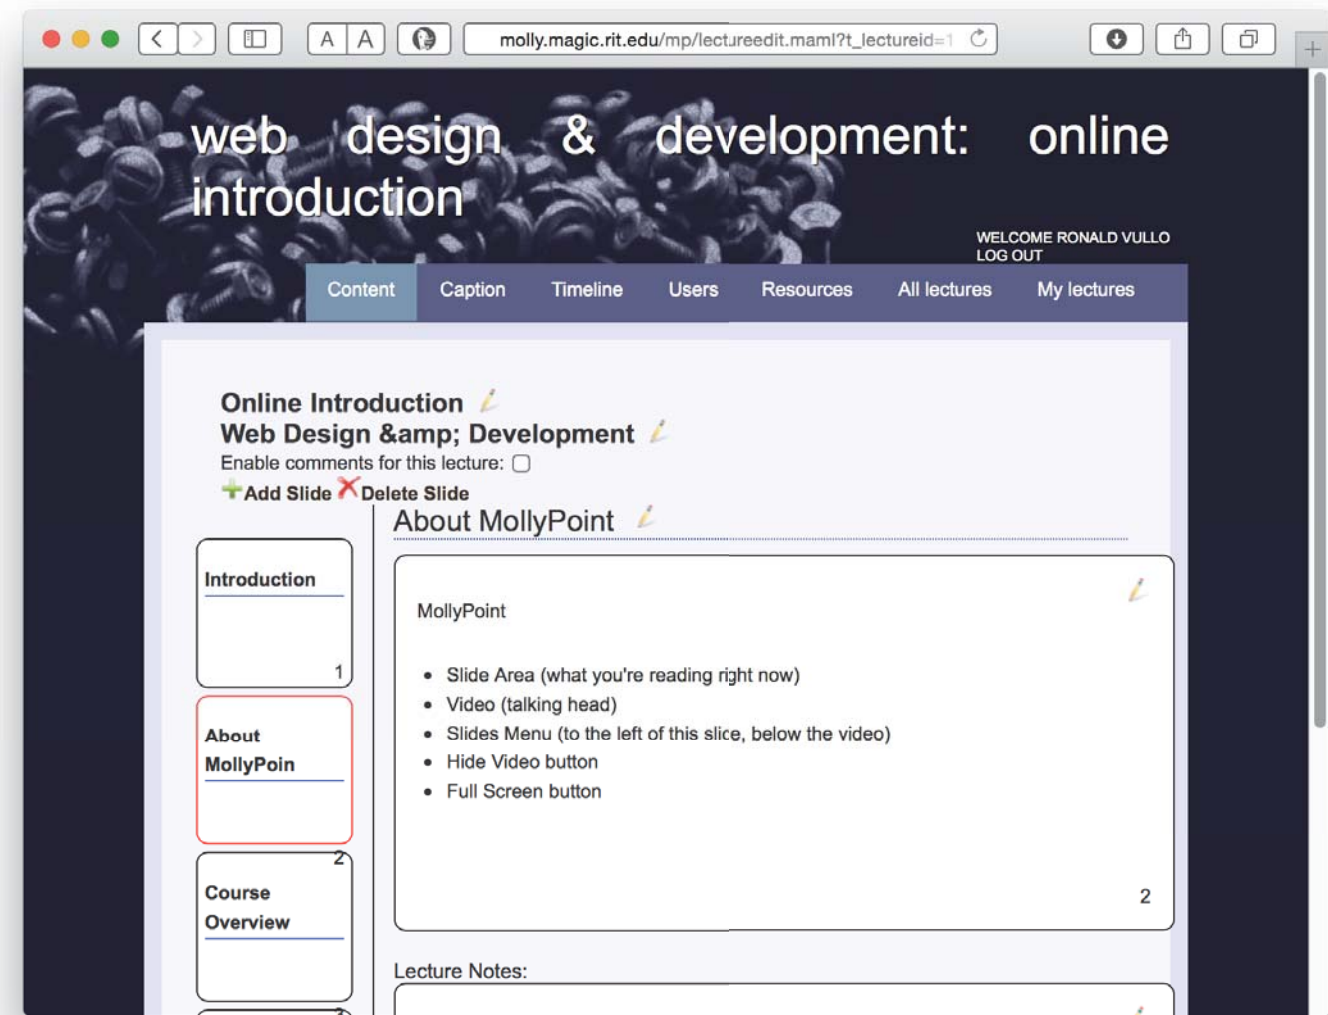 A A
molly.magic.rit.edu/mp/lectureedit.maml?t_lectureid=1
web design & development: online
introduction
WELCOME RONALD VULLO
LOG OUT
Content Caption Timeline Users Resources All lectures My lectures
Online Introduction
Web Design &amp; Development
Enable comments for this lecture:
Add Slide Delete Slide
About MollyPoint
Introduction
1
About
MollyPoin
2
Course
Overview
3
MollyPoint
• Slide Area (what you're reading right now)
• Video (talking head)
• Slides Menu (to the left of this slice, below the video)
• Hide Video button
• Full Screen button
2
Lecture Notes: